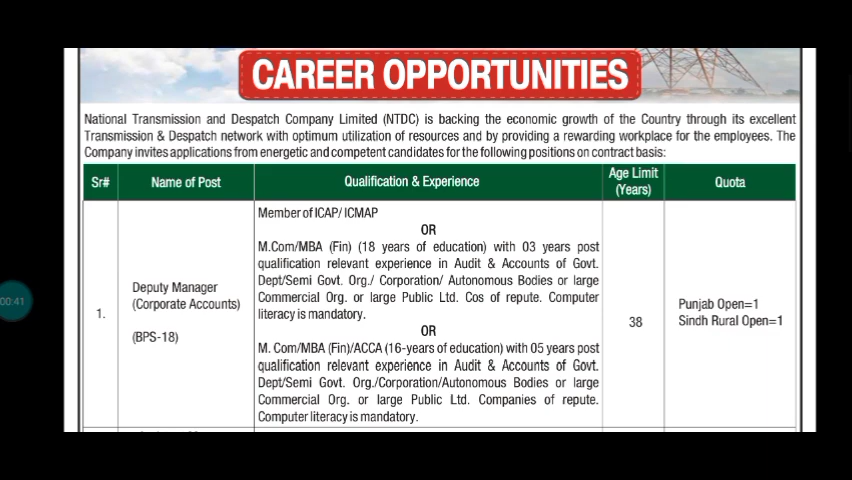 CAREER OPPORTUNITIES
National Transmission and Despatch Company Limited (NTDC) is backing the economic growth of the Country through its excellent
Transmission & Despatch network with optimum utilization of resources and by providing a rewarding workplace for the employees. The
Company invites applications from energetic and competent candidates for the following positions on contract basis:
Sr#
Name of Post
Qualification & Experience
Age Limit
(Years)
Quota
1.
Deputy Manager
(Corporate Accounts)
(BPS-18)
Member of ICAP/ ICMAP
OR
M.Com/MBA (Fin) (18 years of education) with 03 years post
qualification relevant experience in Audit & Accounts of Govt.
Dept/Semi Govt. Org./ Corporation/ Autonomous Bodies or large
Commercial Org. or large Public Ltd. Cos of repute. Computer
literacy is mandatory.
OR
M. Com/MBA (Fin)/ACCA (16-years of education) with 05 years post
qualification relevant experience in Audit & Accounts of Govt.
Dept/Semi Govt. Org./Corporation/Autonomous Bodies or large
Commercial Org. or large Public Ltd. Companies of repute.
Computer literacy is mandatory.
38
Punjab Open=1
Sindh Rural Open=1
00:41